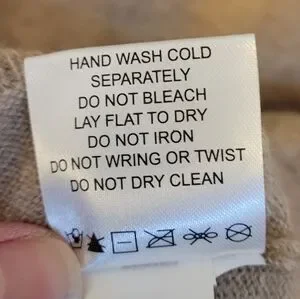 HAND WASH COLD
SEPARATELY
DO NOT BLEACH
LAY FLAT TO DRY
DO NOT IRON
DO NOT WRING OR TWIST
DO NOT DRY CLEAN